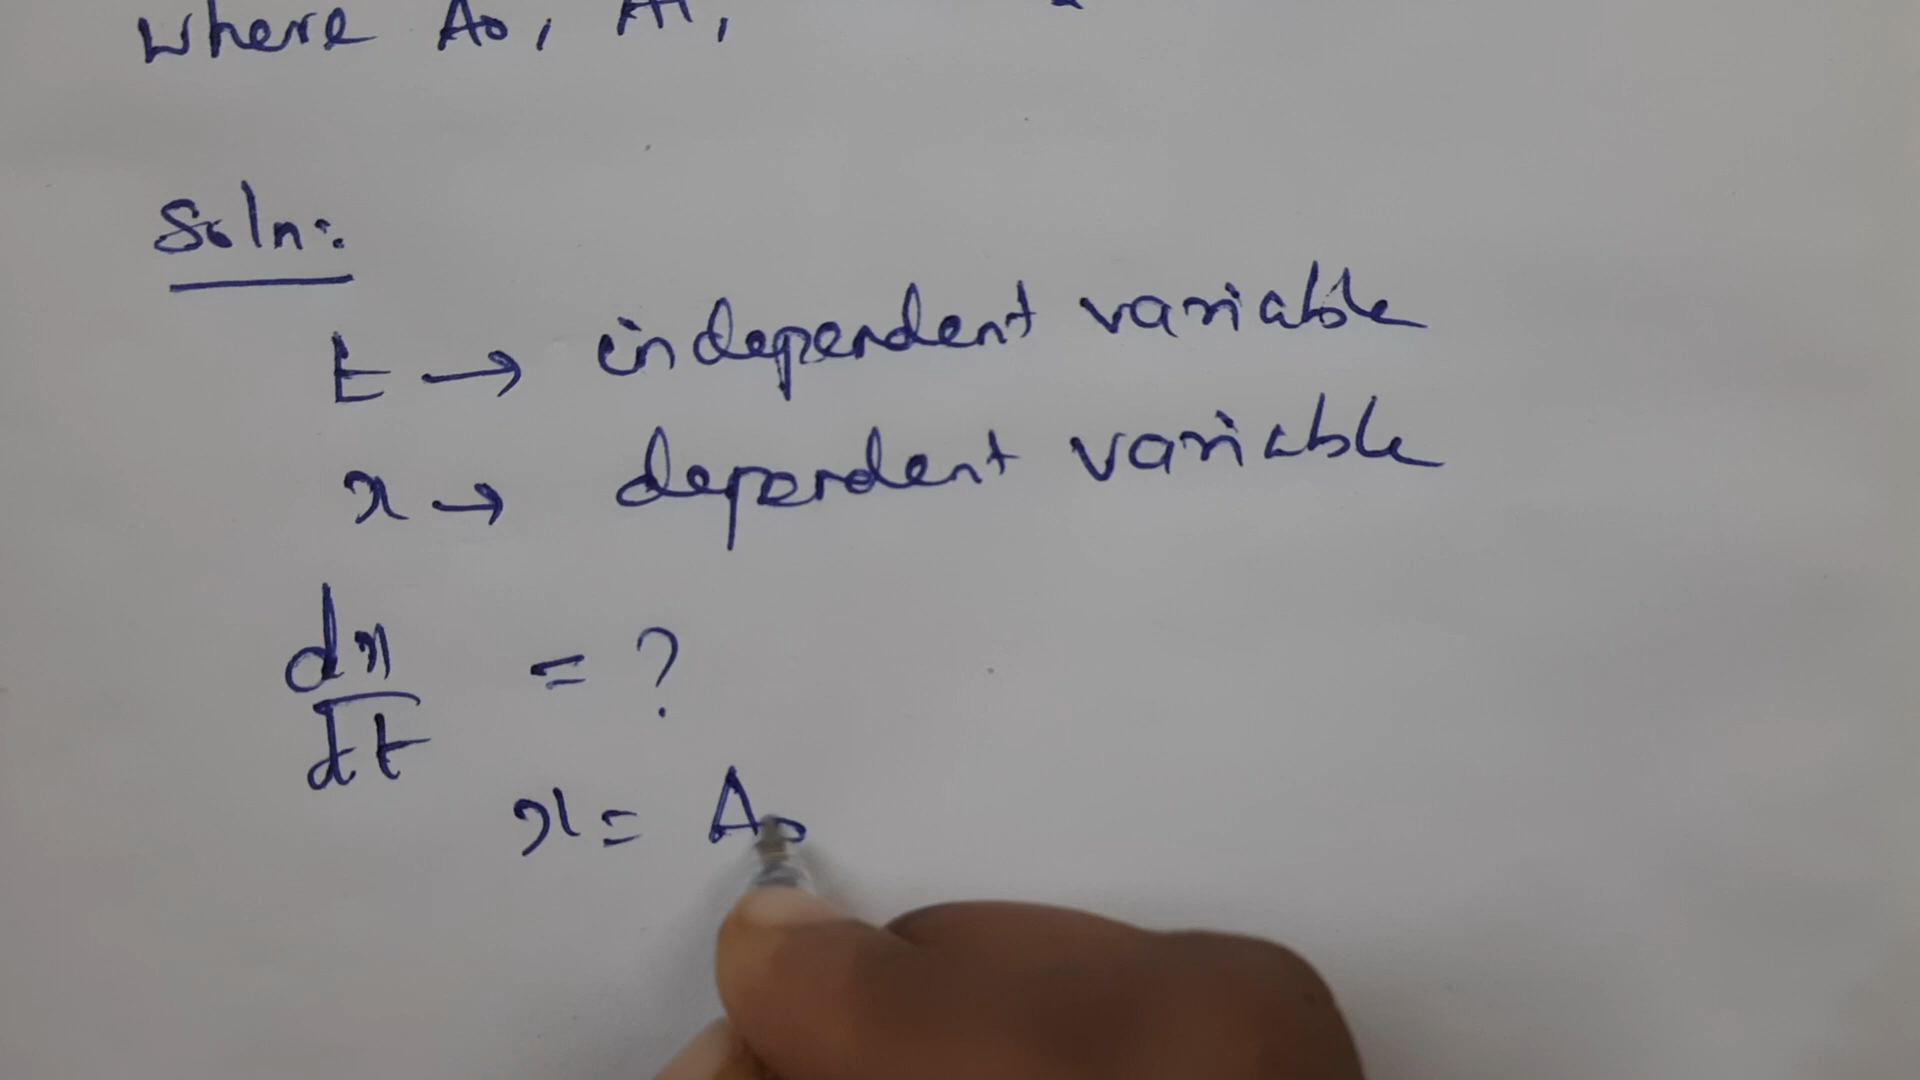 where A₀, A₁,
Soln:
t → independent variable
x → dependent variable
dx
dt = ?
x = A₀